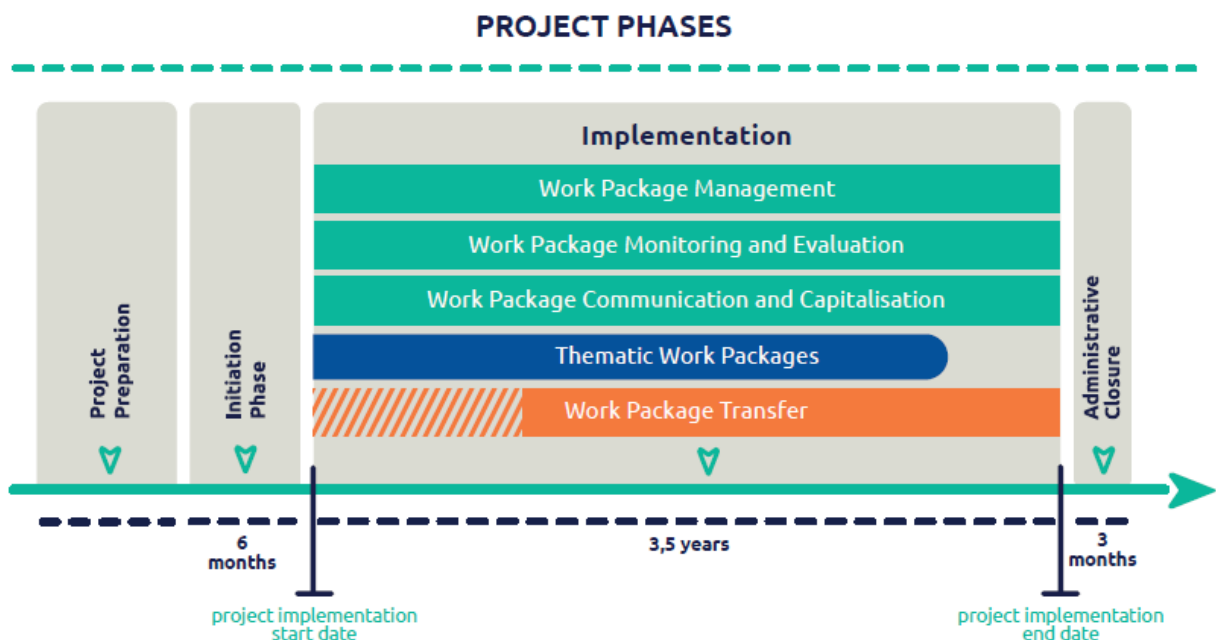 PROJECT PHASES
Implementation
Work Package Management
Work Package Monitoring and Evaluation
Work Package Communication and Capitalisation
Thematic Work Packages
Work Package Transfer
Project
Preparation
Initiation
Phase
Administrative
Closure
6
months
3,5 years
3
months
project implementation
start date
project implementation
end date